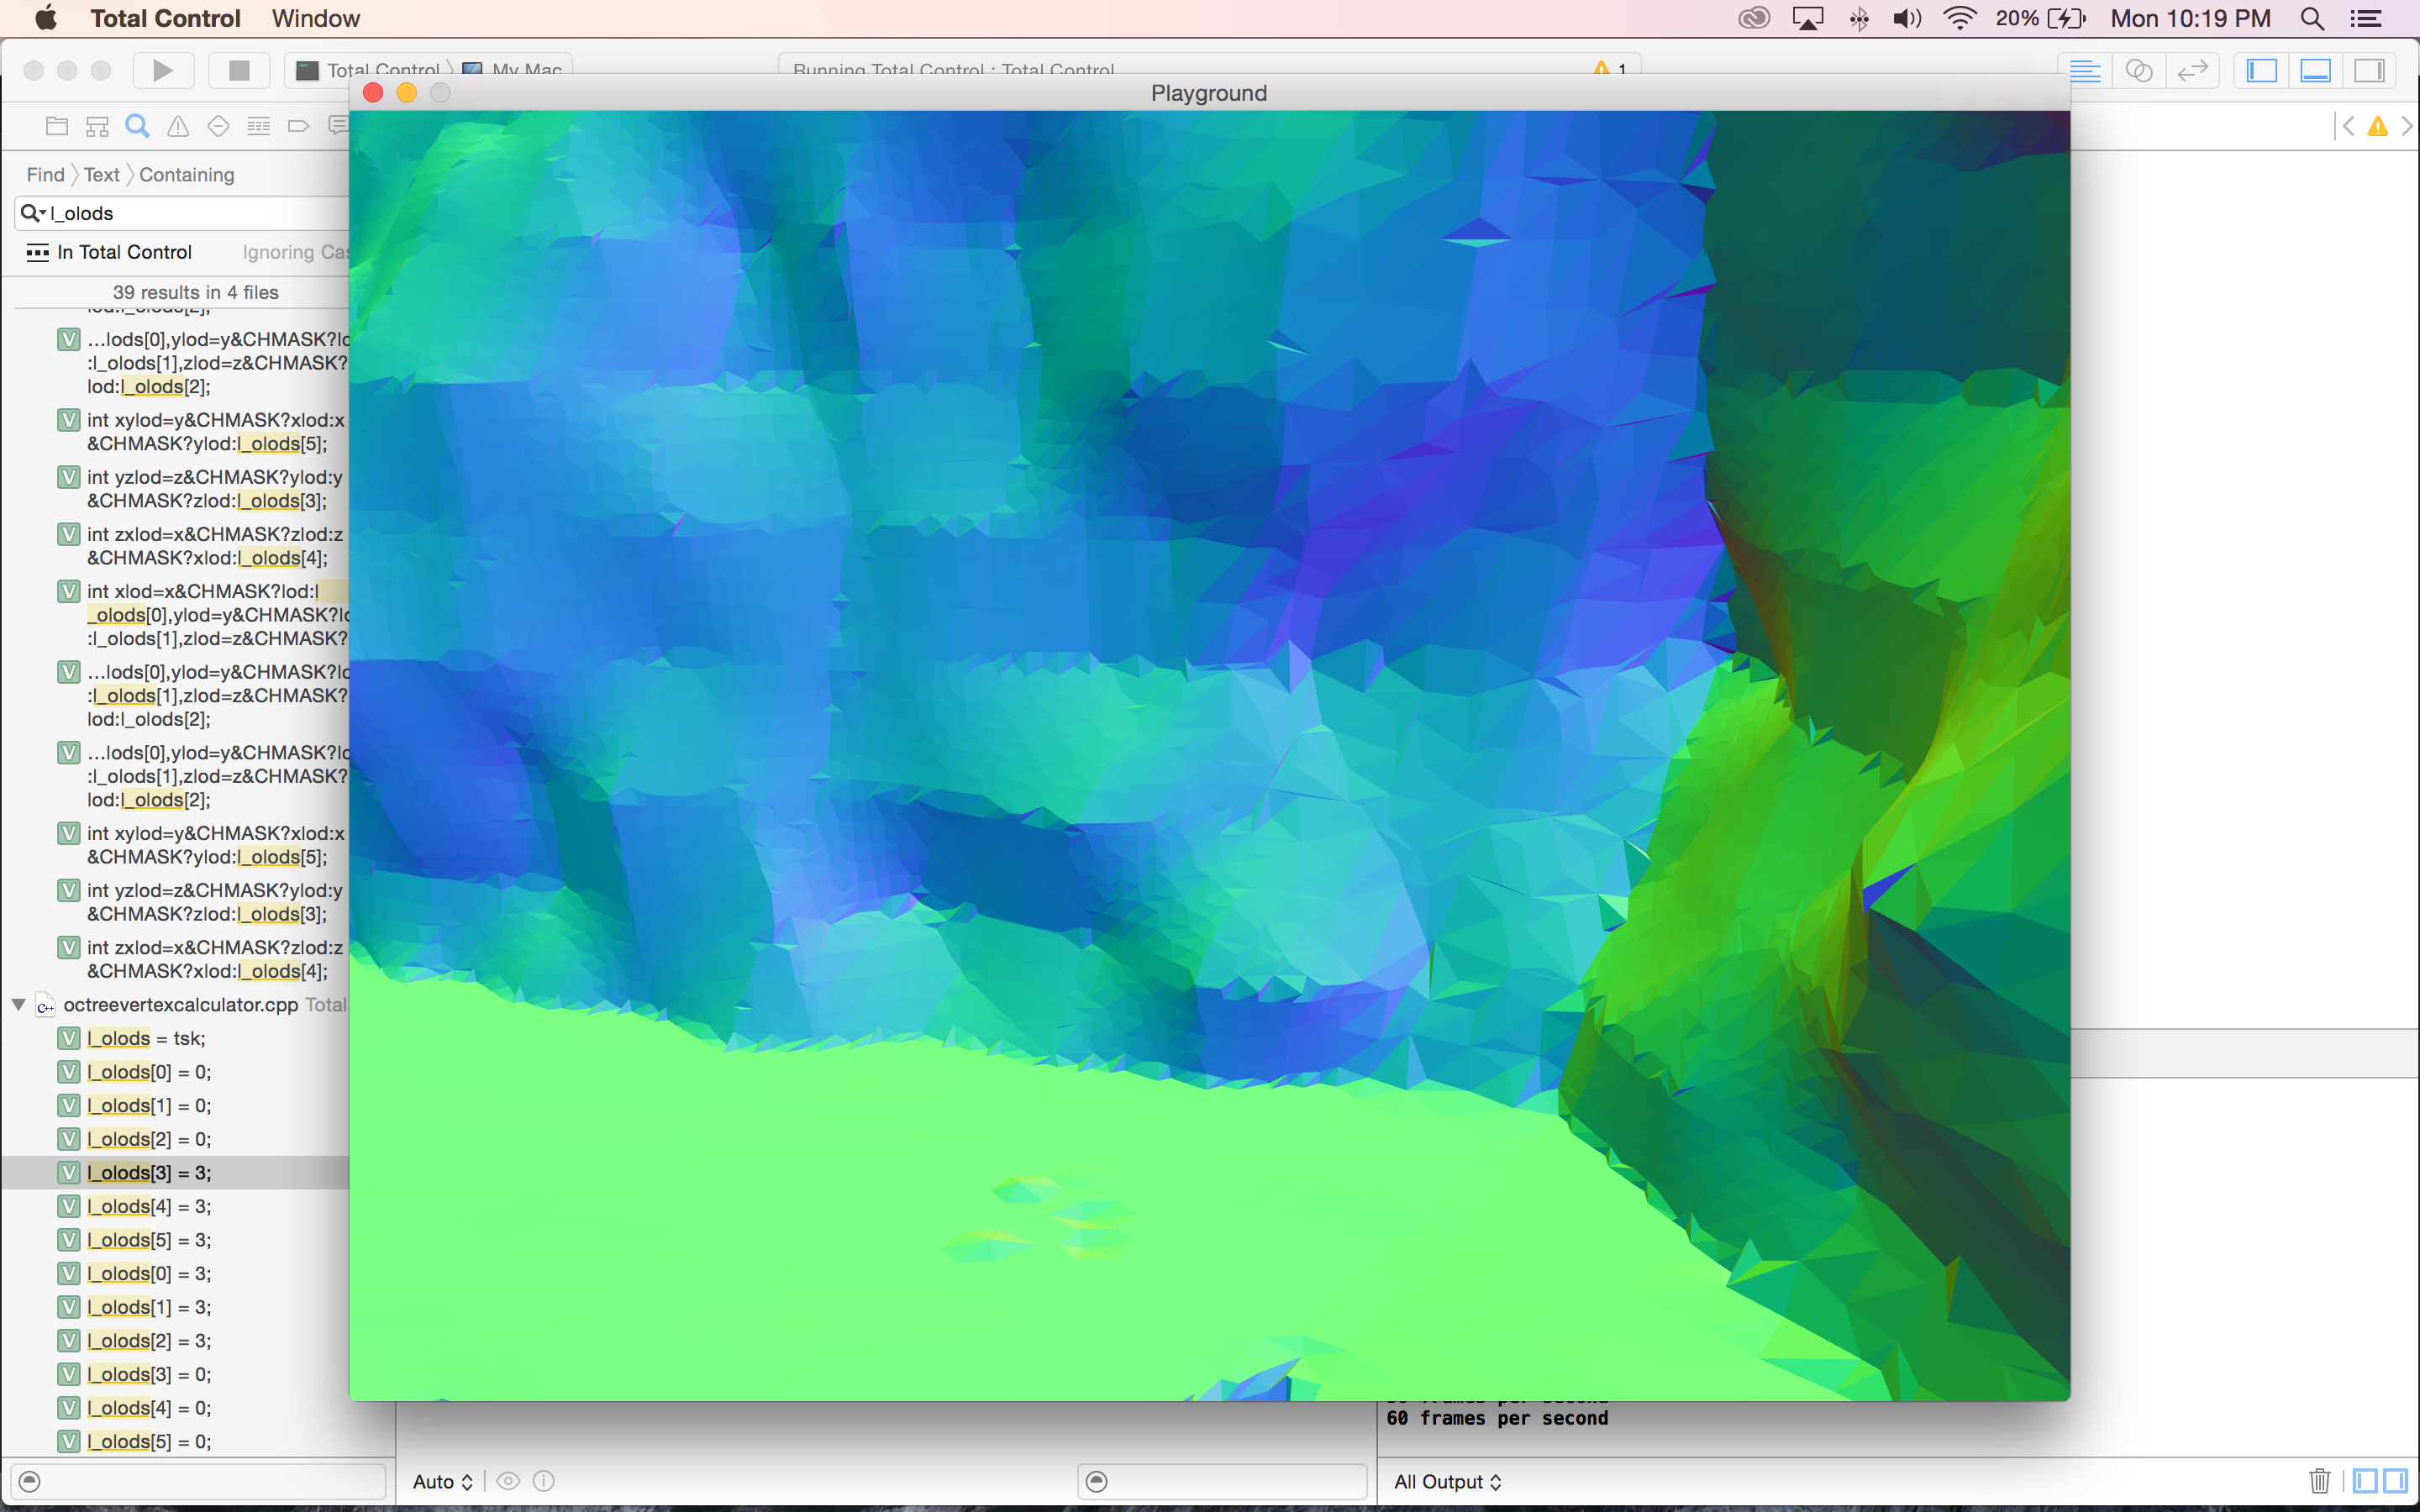 Total Control Window 20% Mon 10:19 PM
Total Control My Mac Running Total Control : Total Control 1
Playground
Find Text Containing
l_olods
In Total Control Ignoring Cas
39 results in 4 files
lod:l_olods[2];
...lods[0],ylod=y&CHMASK?lo
:l_olods[1],zlod=z&CHMASK?
lod:l_olods[2];
int xylod=y&CHMASK?xlod:x
&CHMASK?ylod:l_olods[5];
int yzlod=z&CHMASK?ylod:y
&CHMASK?zlod:l_olods[3];
int zxlod=x&CHMASK?zlod:z
&CHMASK?xlod:l_olods[4];
int xlod=x&CHMASK?lod:l
_olods[0],ylod=y&CHMASK?lo
:l_olods[1],zlod=z&CHMASK?
...lods[0],ylod=y&CHMASK?lo
:l_olods[1],zlod=z&CHMASK?
lod:l_olods[2];
...lods[0],ylod=y&CHMASK?lo
:l_olods[1],zlod=z&CHMASK?
lod:l_olods[2];
int xylod=y&CHMASK?xlod:x
&CHMASK?ylod:l_olods[5];
int yzlod=z&CHMASK?ylod:y
&CHMASK?zlod:l_olods[3];
int zxlod=x&CHMASK?zlod:z
&CHMASK?xlod:l_olods[4];
octreevertexcalculator.cpp Total
l_olods = tsk;
l_olods[0] = 0;
l_olods[1] = 0;
l_olods[2] = 0;
l_olods[3] = 3;
l_olods[4] = 3;
l_olods[5] = 3;
l_olods[0] = 3;
l_olods[1] = 3;
l_olods[2] = 3;
l_olods[3] = 0;
l_olods[4] = 0;
l_olods[5] = 0;
frames per second
60 frames per second
Auto
All Output